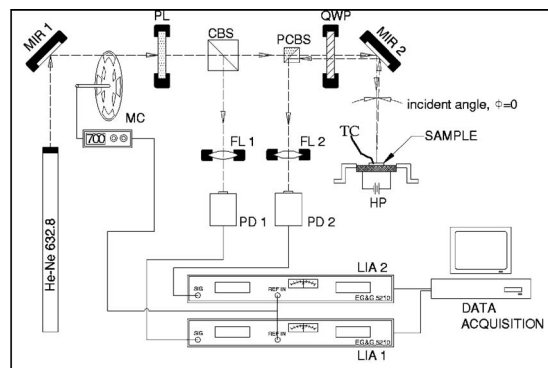 MIR 1
PL
CBS
PCBS
QWP
MIR 2
MC
700
incident angle, Φ=0
FL 1
FL 2
TC
SAMPLE
HP
He-Ne 632.8
PD 1
PD 2
LIA 2
SIG
REF IN
EG&G 5210
DATA
ACQUISITION
SIG
REF IN
EG&G 5210
LIA 1